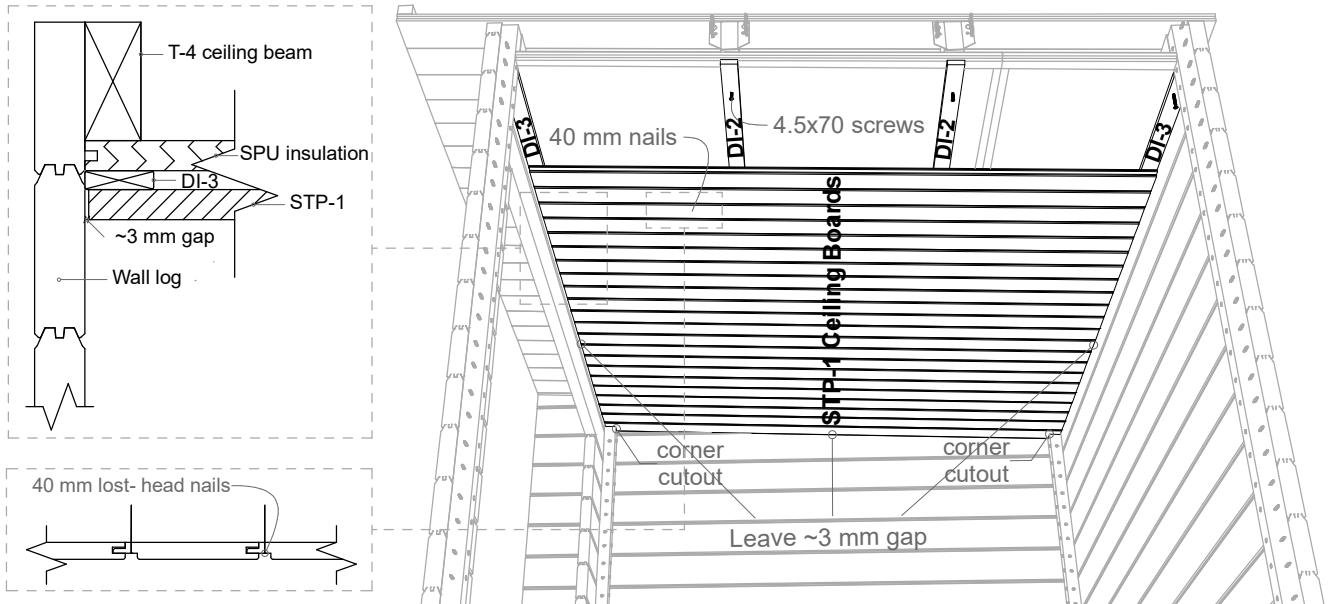 T-4 ceiling beam
SPU insulation
DI-3
STP-1
~3 mm gap
Wall log
40 mm lost- head nails
DI-3
DI-2
DI-2
DI-3
4.5x70 screws
40 mm nails
STP-1 Ceiling Boards
corner
cutout
corner
cutout
Leave ~3 mm gap